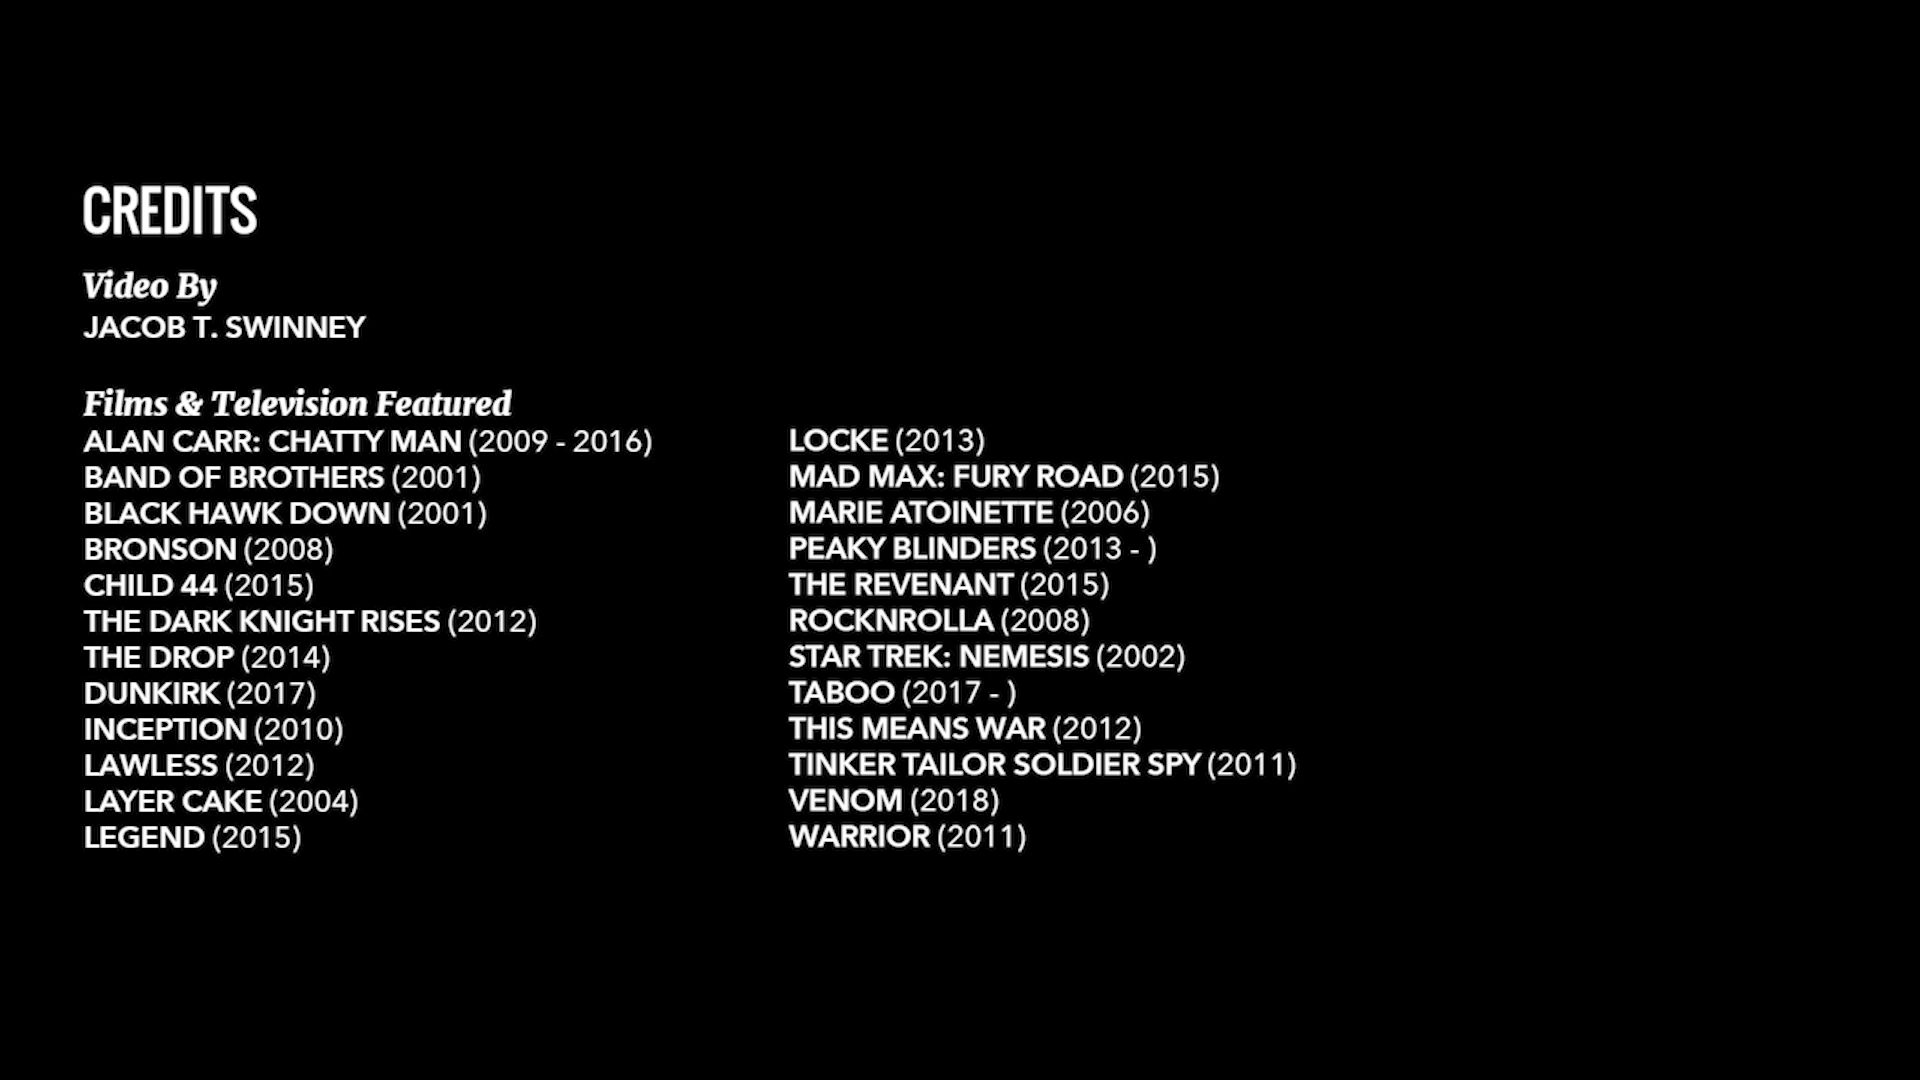 CREDITS
Video By
JACOB T. SWINNEY
Films & Television Featured
ALAN CARR: CHATTY MAN (2009 - 2016)
BAND OF BROTHERS (2001)
BLACK HAWK DOWN (2001)
BRONSON (2008)
CHILD 44 (2015)
THE DARK KNIGHT RISES (2012)
THE DROP (2014)
DUNKIRK (2017)
INCEPTION (2010)
LAWLESS (2012)
LAYER CAKE (2004)
LEGEND (2015)
LOCKE (2013)
MAD MAX: FURY ROAD (2015)
MARIE ATOINETTE (2006)
PEAKY BLINDERS (2013 - )
THE REVENANT (2015)
ROCKNROLLA (2008)
STAR TREK: NEMESIS (2002)
TABOO (2017 - )
THIS MEANS WAR (2012)
TINKER TAILOR SOLDIER SPY (2011)
VENOM (2018)
WARRIOR (2011)